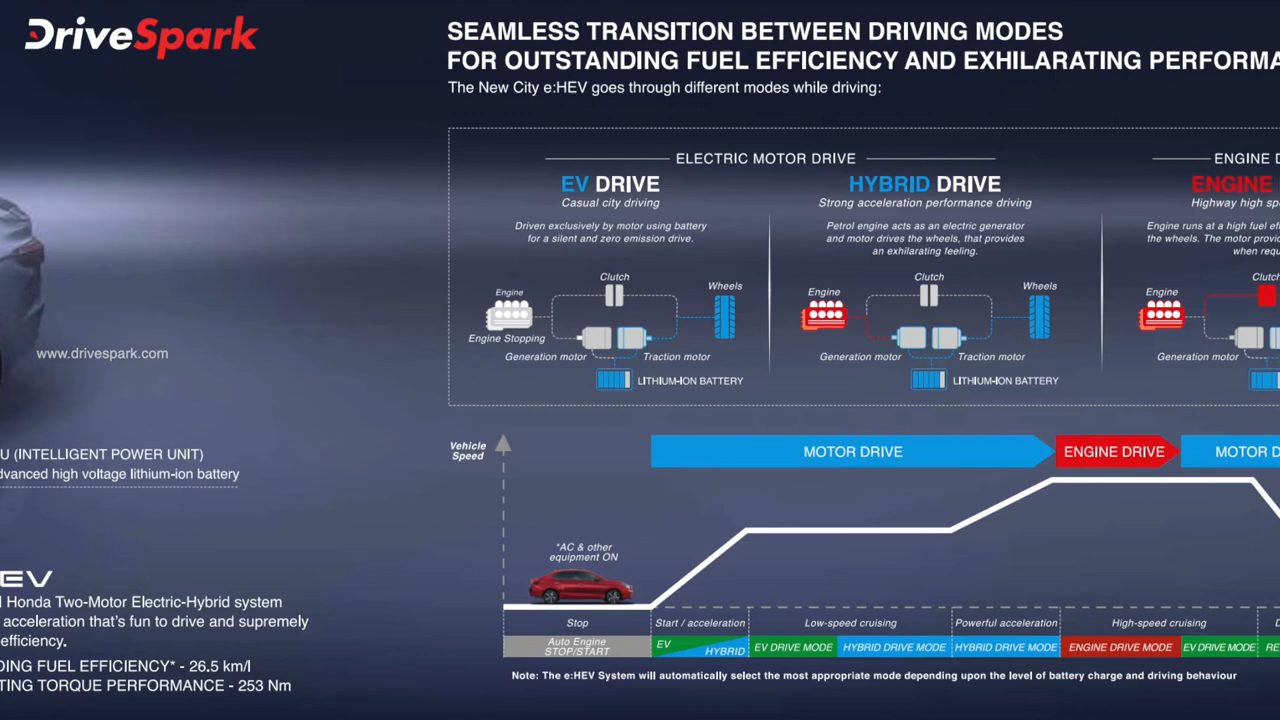 DriveSpark
SEAMLESS TRANSITION BETWEEN DRIVING MODES
FOR OUTSTANDING FUEL EFFICIENCY AND EXHILARATING PERFORMA
The New City e:HEV goes through different modes while driving:
ELECTRIC MOTOR DRIVE
ENGINE D
EV DRIVE
Casual city driving
Driven exclusively by motor using battery
for a silent and zero emission drive.
Engine
Clutch
Wheels
Engine Stopping
Generation motor
Traction motor
LITHIUM-ION BATTERY
HYBRID DRIVE
Strong acceleration performance driving
Petrol engine acts as an electric generator
and motor drives the wheels, that provides
an exhilarating feeling.
Engine
Clutch
Wheels
Generation motor
Traction motor
LITHIUM-ION BATTERY
ENGINE
Highway high spe
Engine runs at a high fuel effi
the wheels. The motor provid
when requ
Engine
Clutch
Generation motor
www.drivespark.com
U (INTELLIGENT POWER UNIT)
dvanced high voltage lithium-ion battery
EV
l Honda Two-Motor Electric-Hybrid system
acceleration that's fun to drive and supremely
efficiency.
DING FUEL EFFICIENCY* - 26.5 km/l
TING TORQUE PERFORMANCE - 253 Nm
Vehicle
Speed
MOTOR DRIVE
ENGINE DRIVE
MOTOR D
*AC & other
equipment ON
Stop
Start / acceleration
Low-speed cruising
Powerful acceleration
High-speed cruising
D
Auto Engine
STOP/START
EV
HYBRID
EV DRIVE MODE
HYBRID DRIVE MODE
HYBRID DRIVE MODE
ENGINE DRIVE MODE
EV DRIVE MODE
RE
Note: The e:HEV System will automatically select the most appropriate mode depending upon the level of battery charge and driving behaviour